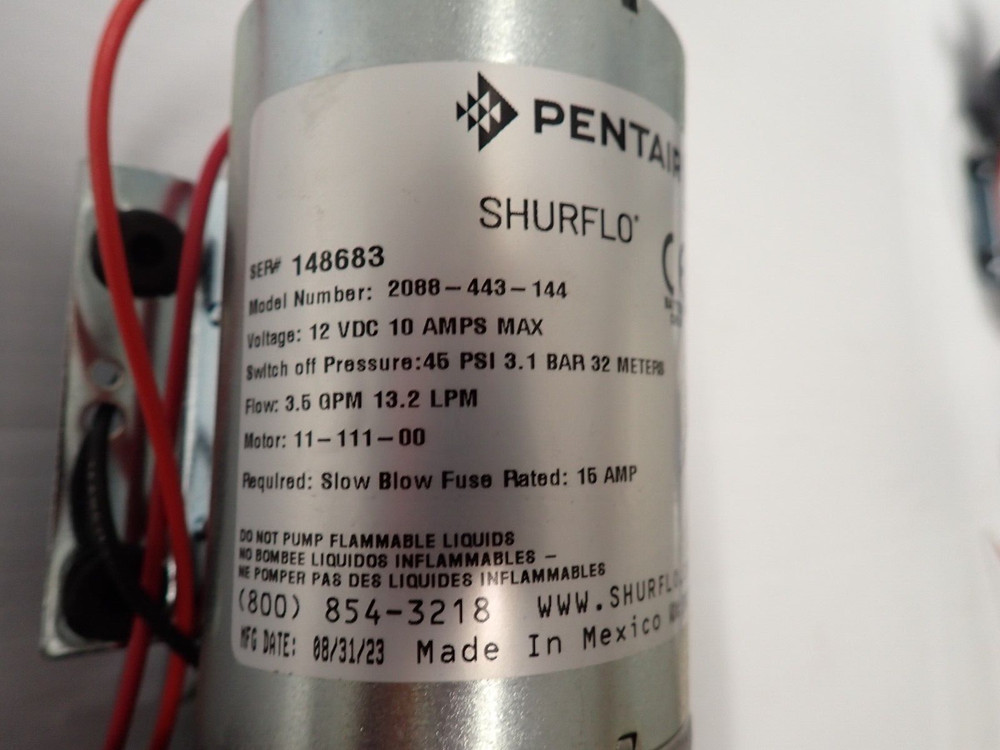 PENTAIR
SHURFLO®
SER# 148683
Model Number: 2088-443-144
Voltage: 12 VDC 10 AMPS MAX
Switch off Pressure:45 PSI 3.1 BAR 32 METERS
Flow: 3.5 GPM 13.2 LPM
Motor: 11-111-00
Required: Slow Blow Fuse Rated: 15 AMP
DO NOT PUMP FLAMMABLE LIQUIDS
NO BOMBEE LIQUIDOS INFLAMMABLES -
NE POMPER PAS DES LIQUIDES INFLAMMABLES
(800) 854-3218 WWW.SHURFLO
MFG DATE: 08/31/23 Made In Mexico